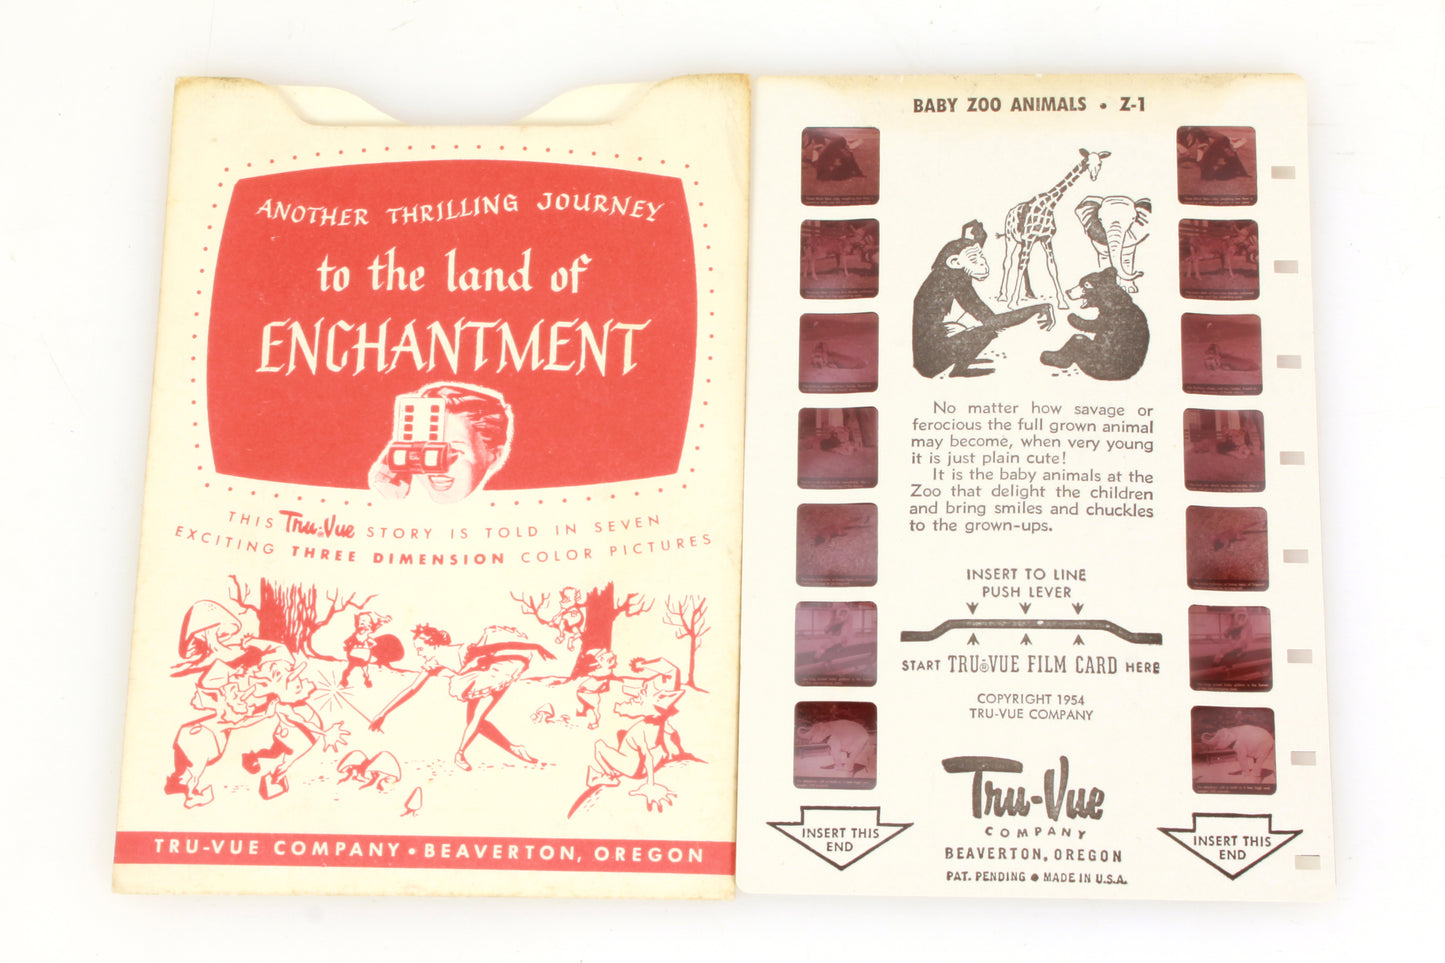 ANOTHER THRILLING JOURNEY
to the land of
ENCHANTMENT
THIS Tru-Vue STORY IS TOLD IN SEVEN
EXCITING THREE DIMENSION COLOR PICTURES
TRU-VUE COMPANY • BEAVERTON, OREGON
BABY ZOO ANIMALS • Z-1
No matter how savage or
ferocious the full grown animal
may become, when very young
it is just plain cute!
It is the baby animals at the
Zoo that delight the children
and bring smiles and chuckles
to the grown-ups.
INSERT TO LINE
PUSH LEVER
START TRU-VUE FILM CARD HERE
COPYRIGHT 1954
TRU-VUE COMPANY
Tru-Vue
COMPANY
BEAVERTON, OREGON
PAT. PENDING • MADE IN U.S.A.
INSERT THIS
END
INSERT THIS
END